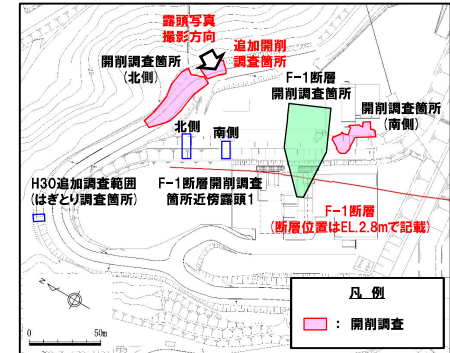 露頭写真
撮影方向
追加開削
調査箇所
開削調査箇所
(北側)
F-1断層
開削調査箇所
開削調査箇所
(南側)
北側
南側
H30追加調査範囲
(はぎとり調査箇所)
F-1断層開削調査
箇所近傍露頭1
F-1断層
(断層位置はEL.2.8mで記載)
N
0
50m
凡 例
: 開削調査